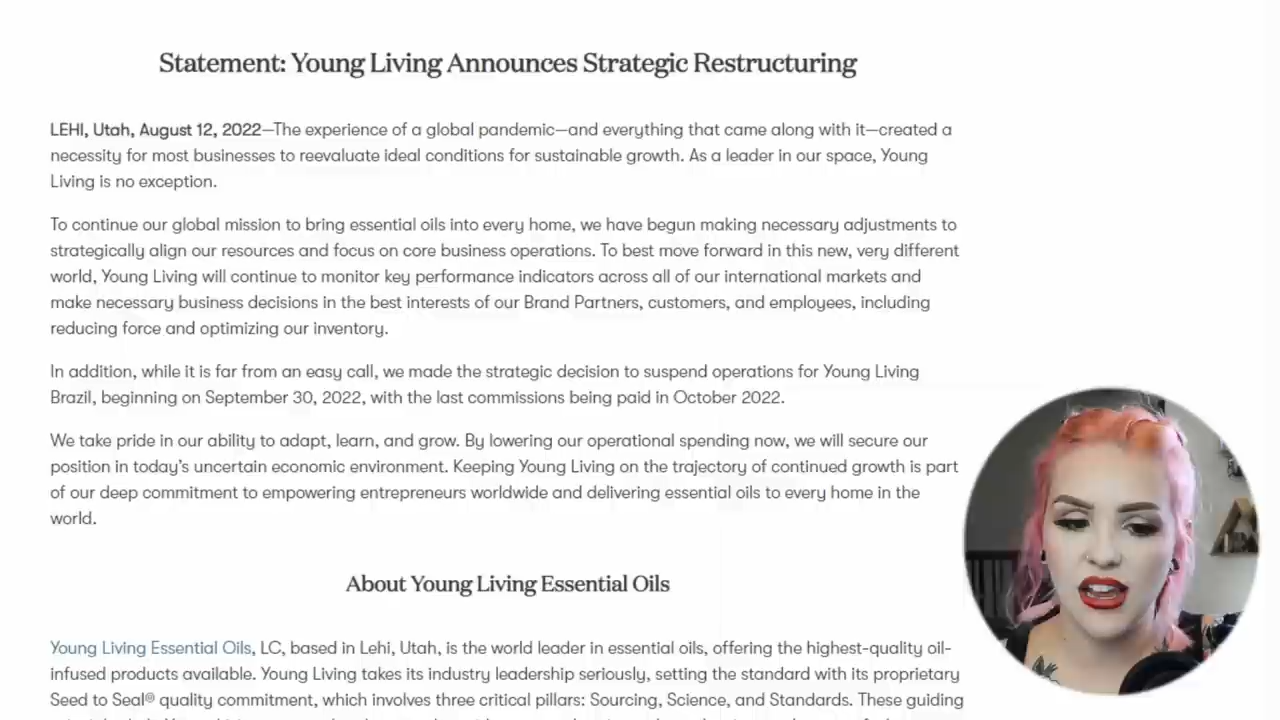 Statement: Young Living Announces Strategic Restructuring
LEHI, Utah, August 12, 2022—The experience of a global pandemic—and everything that came along with it—created a
necessity for most businesses to reevaluate ideal conditions for sustainable growth. As a leader in our space, Young
Living is no exception.
To continue our global mission to bring essential oils into every home, we have begun making necessary adjustments to
strategically align our resources and focus on core business operations. To best move forward in this new, very different
world, Young Living will continue to monitor key performance indicators across all of our international markets and
make necessary business decisions in the best interests of our Brand Partners, customers, and employees, including
reducing force and optimizing our inventory.
In addition, while it is far from an easy call, we made the strategic decision to suspend operations for Young Living
Brazil, beginning on September 30, 2022, with the last commissions being paid in October 2022.
We take pride in our ability to adapt, learn, and grow. By lowering our operational spending now, we will secure our
position in today's uncertain economic environment. Keeping Young Living on the trajectory of continued growth is part
of our deep commitment to empowering entrepreneurs worldwide and delivering essential oils to every home in the
world.
About Young Living Essential Oils
Young Living Essential Oils, LC, based in Lehi, Utah, is the world leader in essential oils, offering the highest-quality oil-
infused products available. Young Living takes its industry leadership seriously, setting the standard with its proprietary
Seed to Seal® quality commitment, which involves three critical pillars: Sourcing, Science, and Standards. These guiding